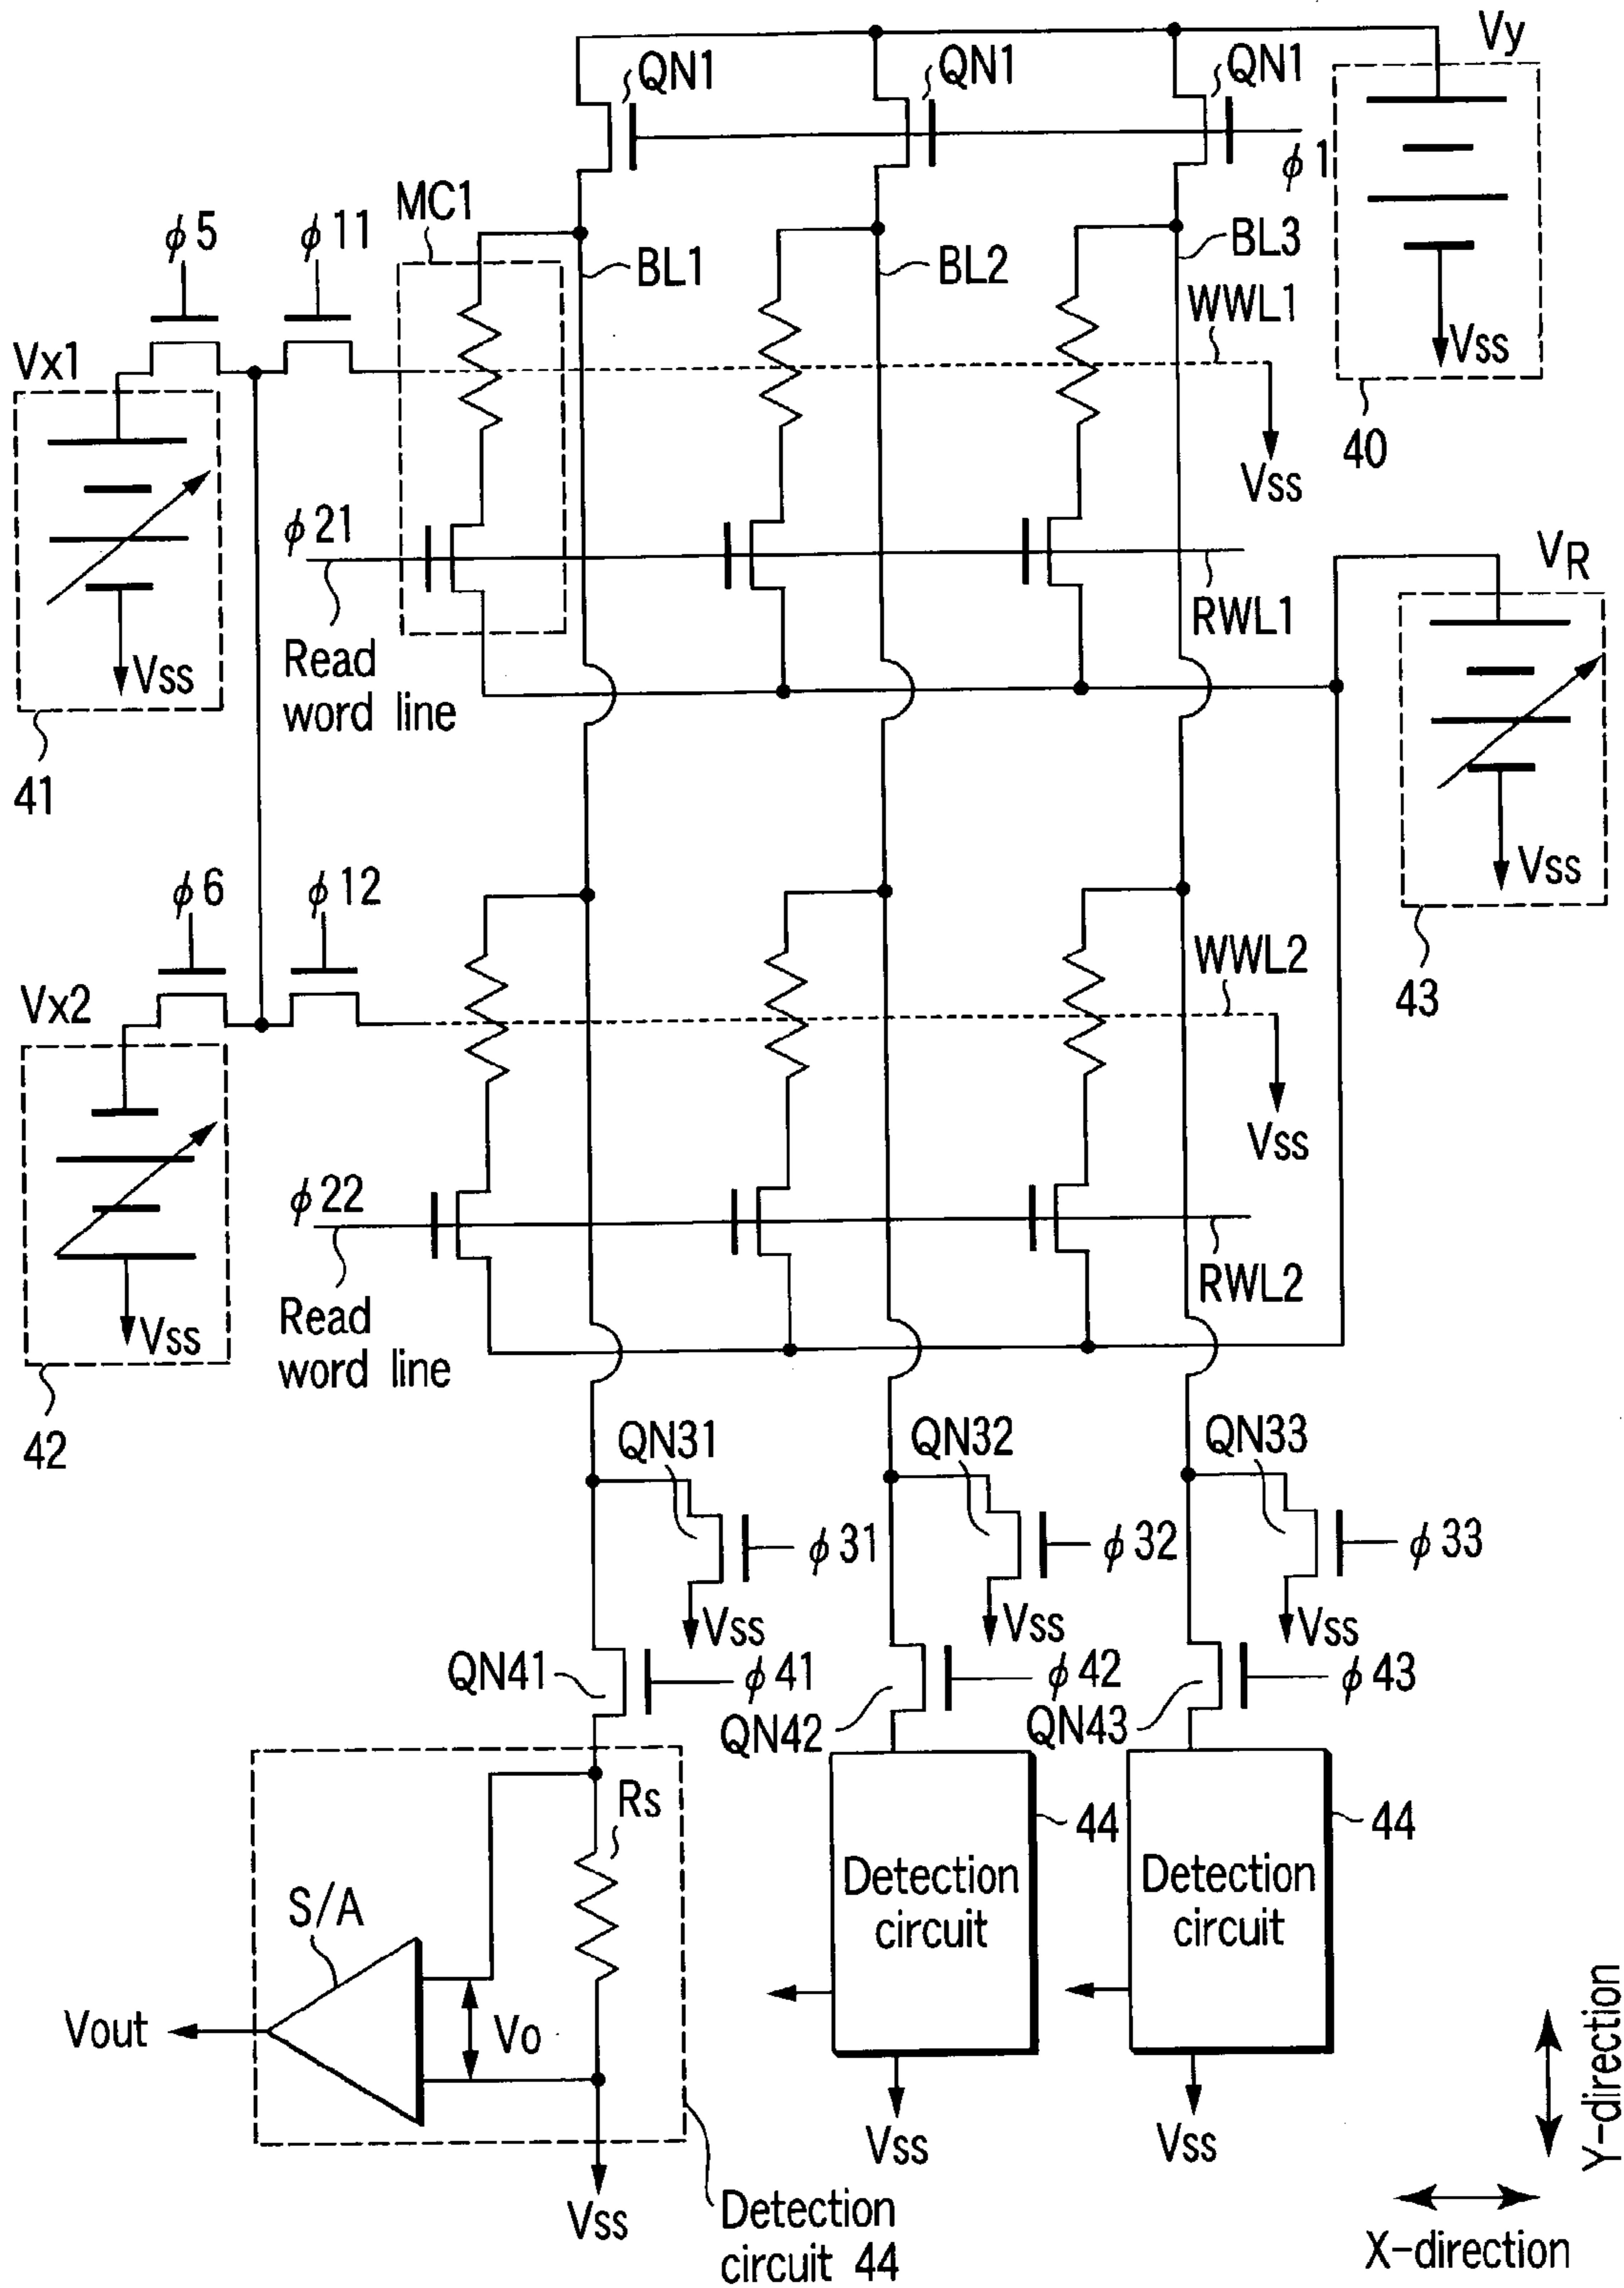 Vy
QN1
QN1
QN1
ϕ1
MC1
ϕ5
ϕ11
BL1
BL2
BL3
WWL1
Vx1
Vss
40
Vss
ϕ21
VR
RWL1
Read
word line
Vss
41
Vss
43
ϕ6
ϕ12
WWL2
Vx2
Vss
ϕ22
RWL2
Read
word line
Vss
42
QN31
QN32
QN33
ϕ31
ϕ32
ϕ33
Vss
Vss
Vss
QN41
ϕ41
ϕ42
ϕ43
QN42
QN43
Rs
44
44
S/A
Detection
circuit
Detection
circuit
Vout
Vo
Vss
Vss
Vss
Detection
circuit 44
Y-direction
X-direction